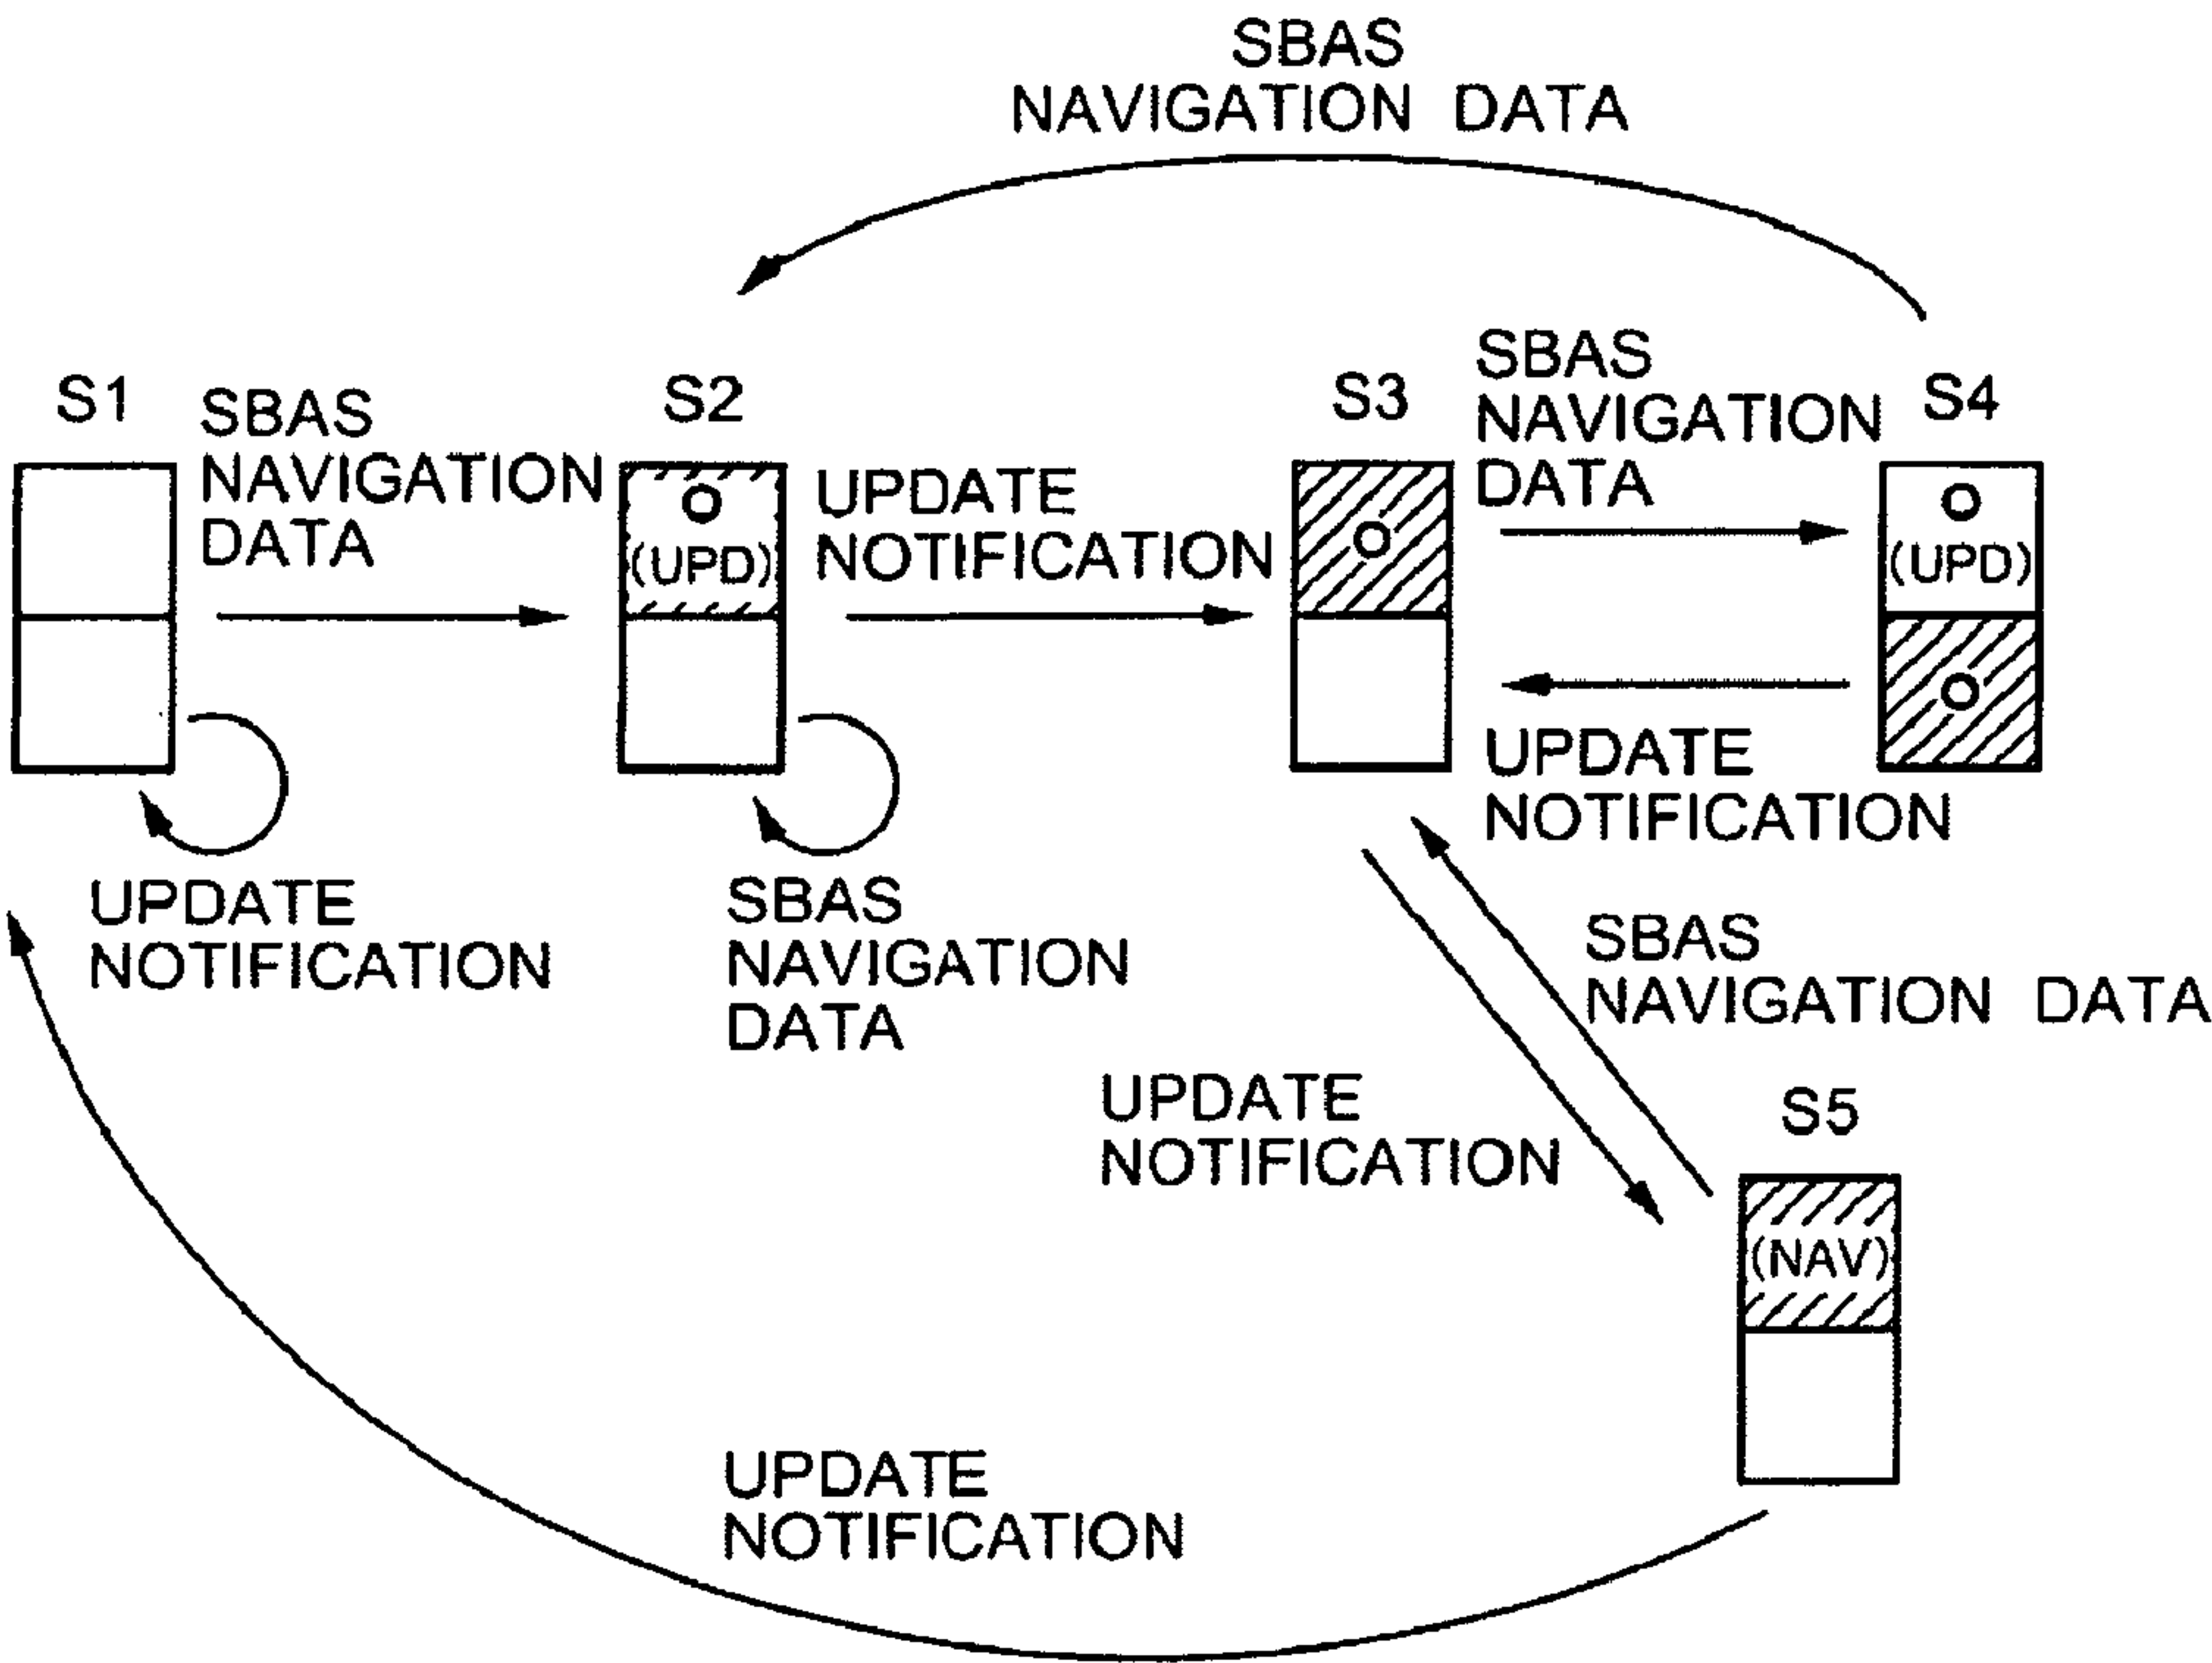 SBAS
NAVIGATION DATA
S1
SBAS
NAVIGATION
DATA
S2
(UPD)
UPDATE
NOTIFICATION
S3
SBAS
NAVIGATION
DATA
S4
(UPD)
UPDATE
NOTIFICATION
UPDATE
NOTIFICATION
SBAS
NAVIGATION
DATA
SBAS
NAVIGATION DATA
UPDATE
NOTIFICATION
S5
(NAV)
UPDATE
NOTIFICATION